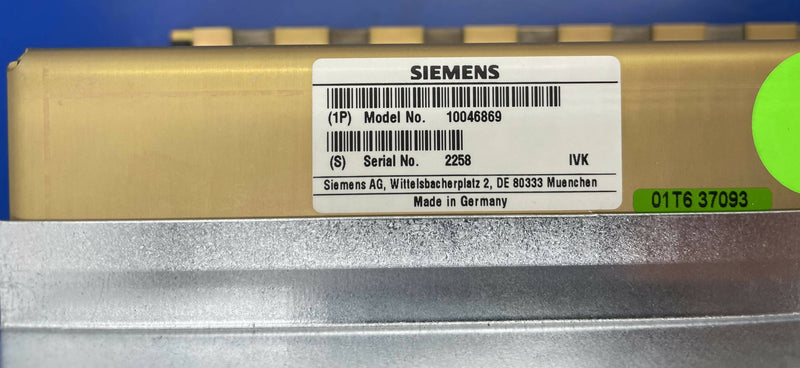 SIEMENS
(1P) Model No. 10046869
(S) Serial No. 2258 IVK
Siemens AG, Wittelsbacherplatz 2, DE 80333 Muenchen
Made in Germany
01T6 37093